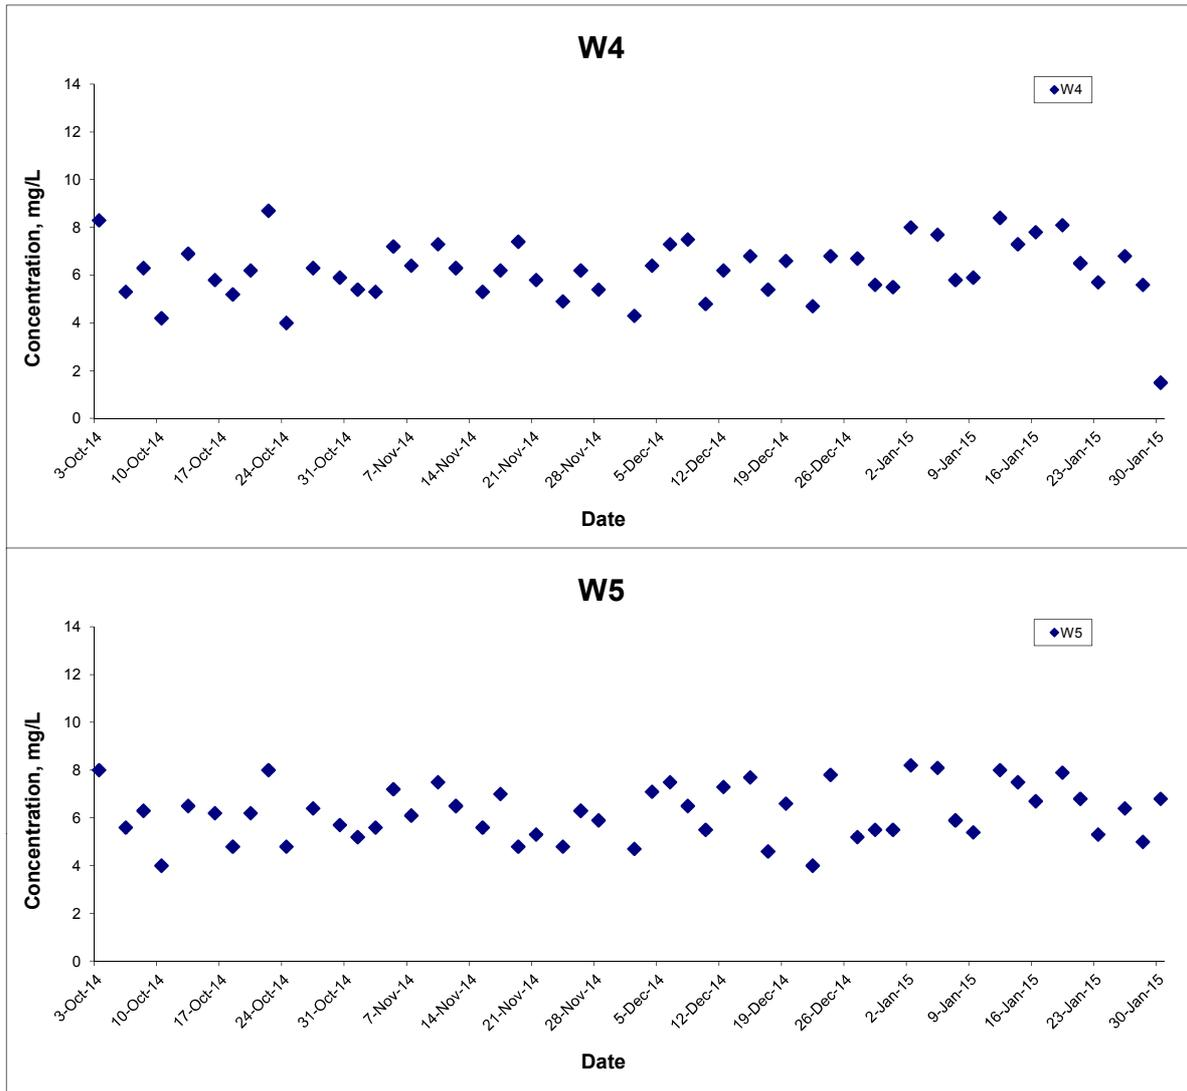 W4
14
W4
12
10
8
6
4
2
0
Concentration, mg/L
3-Oct-14
10-Oct-14
17-Oct-14
24-Oct-14
31-Oct-14
7-Nov-14
14-Nov-14
21-Nov-14
28-Nov-14
5-Dec-14
12-Dec-14
19-Dec-14
26-Dec-14
2-Jan-15
9-Jan-15
16-Jan-15
23-Jan-15
30-Jan-15
Date
W5
14
W5
12
10
8
6
4
2
0
Concentration, mg/L
3-Oct-14
10-Oct-14
17-Oct-14
24-Oct-14
31-Oct-14
7-Nov-14
14-Nov-14
21-Nov-14
28-Nov-14
5-Dec-14
12-Dec-14
19-Dec-14
26-Dec-14
2-Jan-15
9-Jan-15
16-Jan-15
23-Jan-15
30-Jan-15
Date